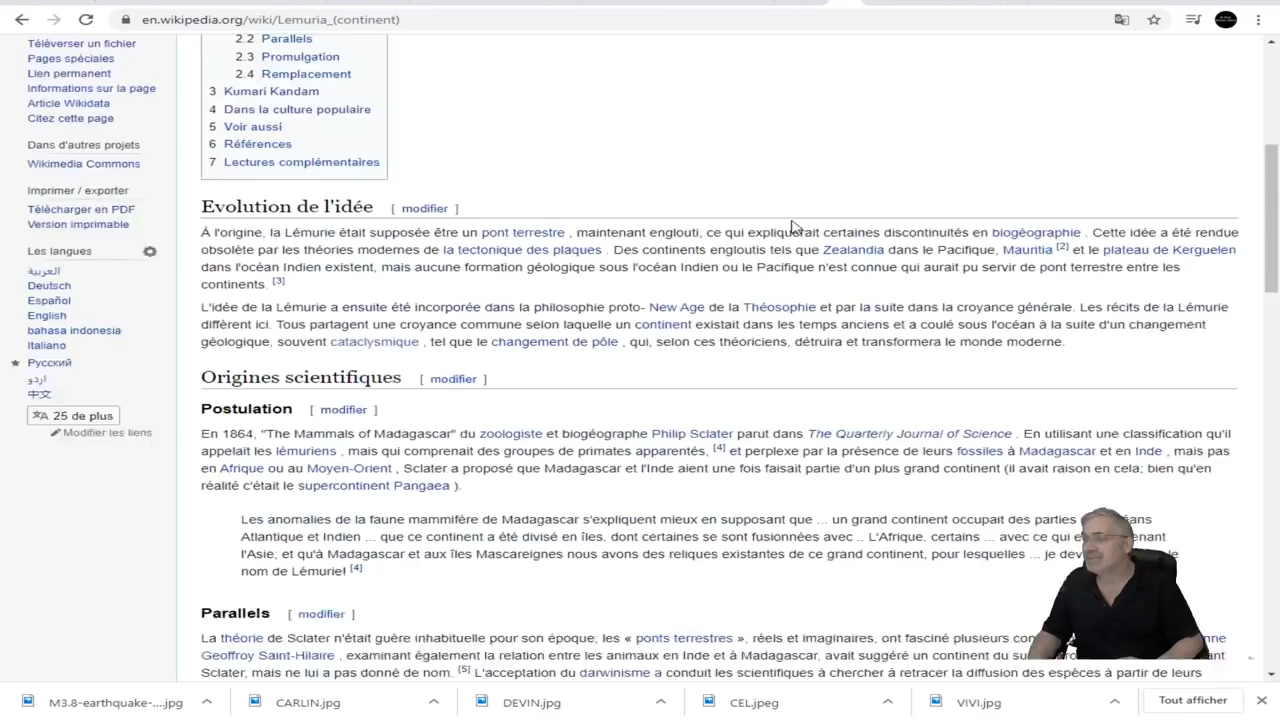 en.wikipedia.org/wiki/Lemuria_(continent)
Téléverser un fichier
Pages spéciales
Lien permanent
Informations sur la page
Article Wikidata
Citez cette page
Dans d'autres projets
Wikimedia Commons
Imprimer / exporter
Télécharger en PDF
Version imprimable
Les langues
العربية
Deutsch
Español
English
bahasa indonesia
Italiano
Русский
اردو
中文
25 de plus
Modifier les liens
2.2 Parallels
2.3 Promulgation
2.4 Remplacement
3 Kumari Kandam
4 Dans la culture populaire
5 Voir aussi
6 Références
7 Lectures complémentaires
Evolution de l'idée [ modifier ]
À l'origine, la Lémurie était supposée être un pont terrestre , maintenant englouti, ce qui expliquerait certaines discontinuités en biogéographie . Cette idée a été rendue
obsolète par les théories modernes de la tectonique des plaques . Des continents engloutis tels que Zealandia dans le Pacifique, Mauritia [2] et le plateau de Kerguelen
dans l'océan Indien existent, mais aucune formation géologique sous l'océan Indien ou le Pacifique n'est connue qui aurait pu servir de pont terrestre entre les
continents. [3]
L'idée de la Lémurie a ensuite été incorporée dans la philosophie proto- New Age de la Théosophie et par la suite dans la croyance générale. Les récits de la Lémurie
diffèrent ici. Tous partagent une croyance commune selon laquelle un continent existait dans les temps anciens et a coulé sous l'océan à la suite d'un changement
géologique, souvent cataclysmique , tel que le changement de pôle , qui, selon ces théoriciens, détruira et transformera le monde moderne.
Origines scientifiques [ modifier ]
Postulation [ modifier ]
En 1864, "The Mammals of Madagascar" du zoologiste et biogéographe Philip Sclater parut dans The Quarterly Journal of Science . En utilisant une classification qu'il
appelait les lémuriens , mais qui comprenait des groupes de primates apparentés, [4] et perplexe par la présence de leurs fossiles à Madagascar et en Inde , mais pas
en Afrique ou au Moyen-Orient , Sclater a proposé que Madagascar et l'Inde aient une fois faisait partie d'un plus grand continent (il avait raison en cela; bien qu'en
réalité c'était le supercontinent Pangaea ).
Les anomalies de la faune mammifère de Madagascar s'expliquent mieux en supposant que ... un grand continent occupait des parties
Atlantique et Indien ... que ce continent a été divisé en îles, dont certaines se sont fusionnées avec .. L'Afrique, certains ... avec ce qui
l'Asie; et qu'à Madagascar et aux îles Mascareignes nous avons des reliques existantes de ce grand continent, pour lesquelles ... je
nom de Lémurie! [4]
Parallels [ modifier ]
La théorie de Sclater n'était guère inhabituelle pour son époque; les « ponts terrestres », réels et imaginaires, ont fasciné plusieurs
Geoffroy Saint-Hilaire , examinant également la relation entre les animaux en Inde et à Madagascar, avait suggéré un continent du
Sclater, mais ne lui a pas donné de nom. [5] L'acceptation du darwinisme a conduit les scientifiques à chercher à retracer la diffusion des espèces à partir de leurs
M3.8-earthquake-....jpg CARLIN.jpg DEVIN.jpg CEL.jpeg VIVI.jpg Tout afficher